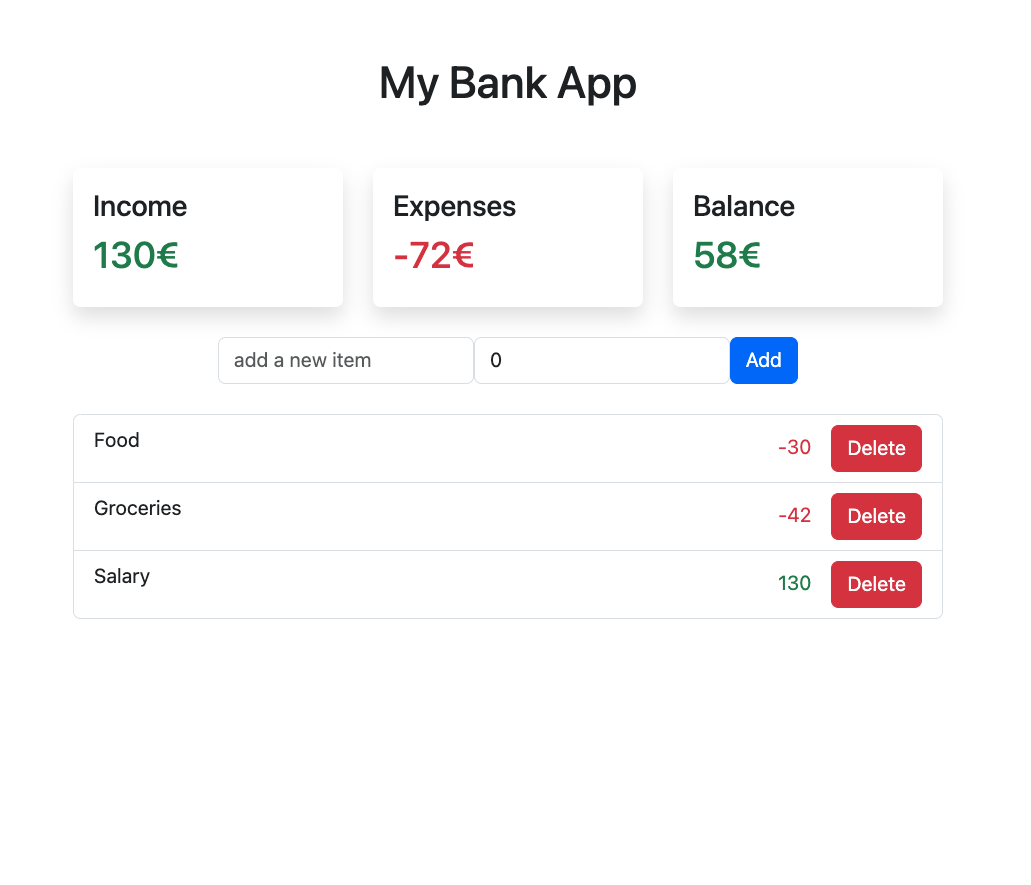 My Bank App
Income
130€
Expenses
-72€
Balance
58€
add a new item
0
Add
Food
-30
Delete
Groceries
-42
Delete
Salary
130
Delete